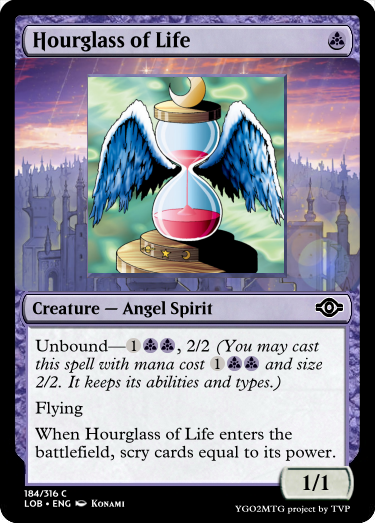 Hourglass of Life
Creature — Angel Spirit
Unbound—1, 2/2 (You may cast
this spell with mana cost 1 and size
2/2. It keeps its abilities and types.)
Flying
When Hourglass of Life enters the
battlefield, scry cards equal to its power.
1/1
184/316 C
LOB • ENG KONAMI
YGO2MTG project by TVP